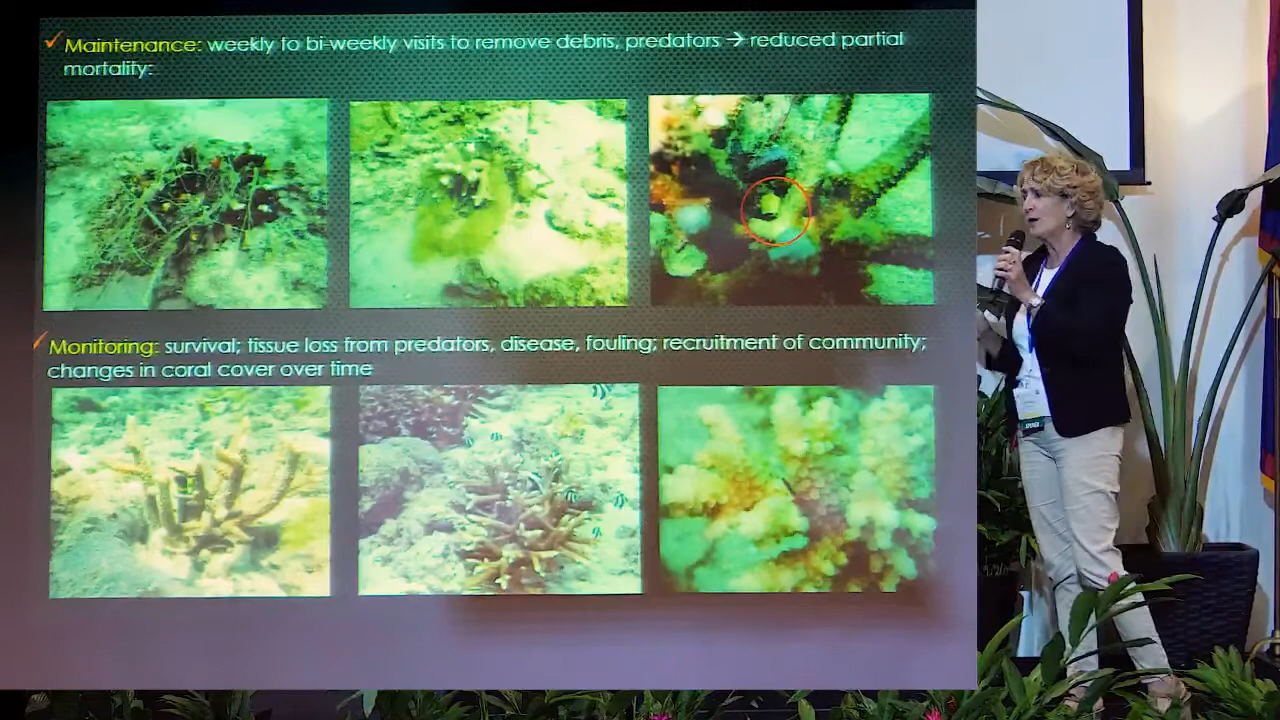 ✓ Maintenance: weekly to bi-weekly visits to remove debris, predators → reduced partial
mortality:
✓ Monitoring: survival; tissue loss from predators, disease, fouling; recruitment of community;
changes in coral cover over time